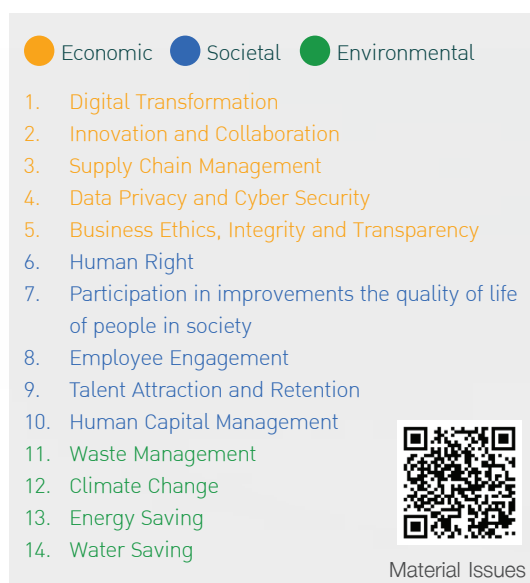 Economic Societal Environmental
1. Digital Transformation
2. Innovation and Collaboration
3. Supply Chain Management
4. Data Privacy and Cyber Security
5. Business Ethics, Integrity and Transparency
6. Human Right
7. Participation in improvements the quality of life
of people in society
8. Employee Engagement
9. Talent Attraction and Retention
10. Human Capital Management
11. Waste Management
12. Climate Change
13. Energy Saving
14. Water Saving
Material Issues